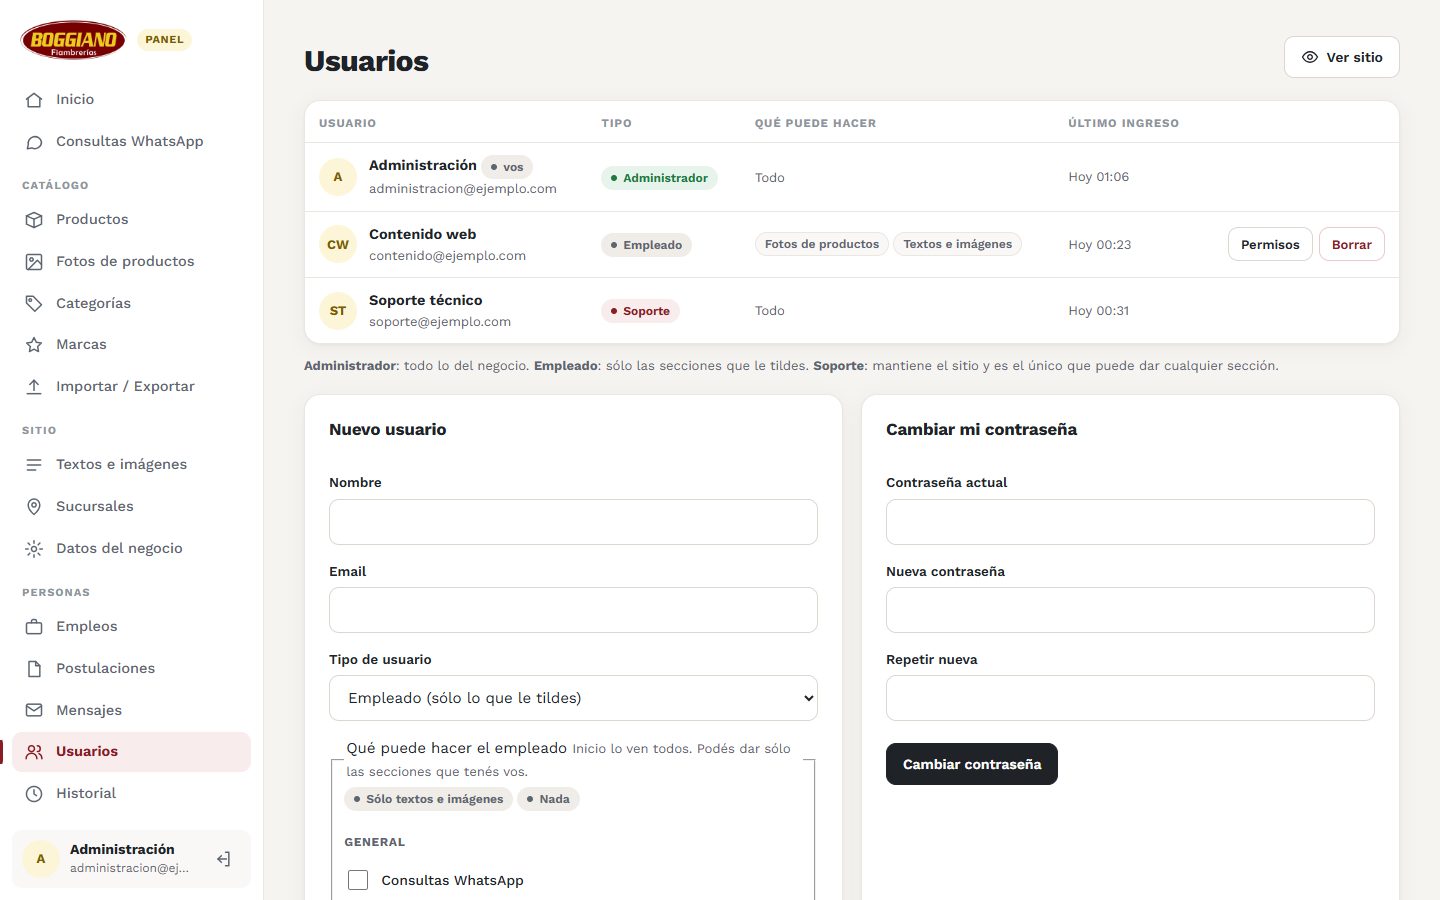 BOGGIANO
Fiambrerías
PANEL
Inicio
Consultas WhatsApp
CATÁLOGO
Productos
Fotos de productos
Categorías
Marcas
Importar / Exportar
SITIO
Textos e imágenes
Sucursales
Datos del negocio
PERSONAS
Empleos
Postulaciones
Mensajes
Usuarios
Historial
A
Administración
administracion@ej...
Usuarios
Ver sitio
USUARIO TIPO QUÉ PUEDE HACER ÚLTIMO INGRESO
A Administración vos Administrador Todo Hoy 01:06
administracion@ejemplo.com
CW Contenido web Empleado Fotos de productos Textos e imágenes Hoy 00:23 Permisos Borrar
contenido@ejemplo.com
ST Soporte técnico Soporte Todo Hoy 00:31
soporte@ejemplo.com
Administrador: todo lo del negocio. Empleado: sólo las secciones que le tildes. Soporte: mantiene el sitio y es el único que puede dar cualquier sección.
Nuevo usuario
Nombre
Email
Tipo de usuario
Empleado (sólo lo que le tildes)
Qué puede hacer el empleado Inicio lo ven todos. Podés dar sólo
las secciones que tenés vos.
Sólo textos e imágenes Nada
GENERAL
Consultas WhatsApp
Cambiar mi contraseña
Contraseña actual
Nueva contraseña
Repetir nueva
Cambiar contraseña